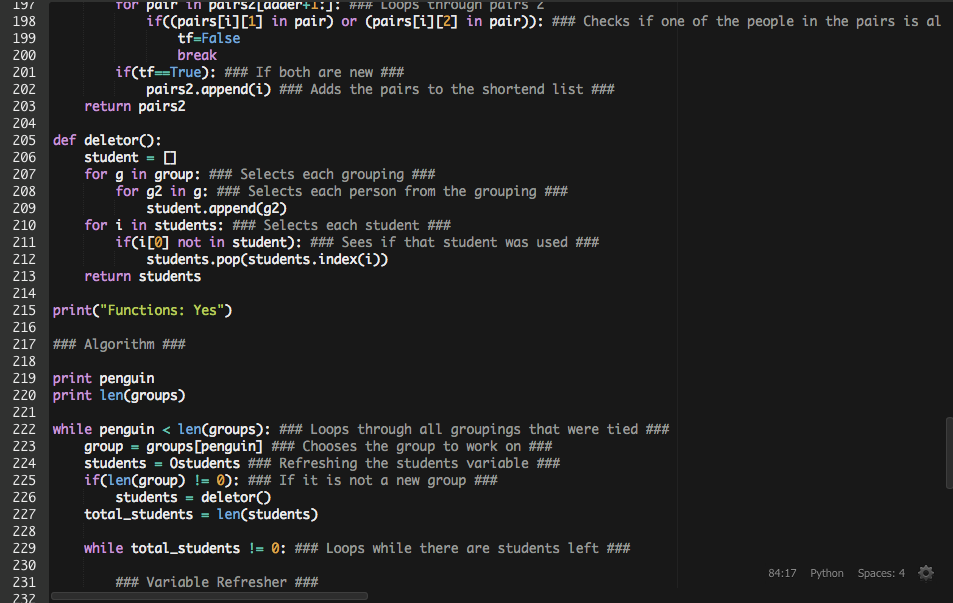 197 for pair in pairs2[adder+1:]: ### Loops through pairs 2
198 if((pairs[i][1] in pair) or (pairs[i][2] in pair)): ### Checks if one of the people in the pairs is al
199 tf=False
200 break
201 if(tf==True): ### If both are new ###
202 pairs2.append(i) ### Adds the pairs to the shortend list ###
203 return pairs2
204
205 def deletor():
206 student = []
207 for g in group: ### Selects each grouping ###
208 for g2 in g: ### Selects each person from the grouping ###
209 student.append(g2)
210 for i in students: ### Selects each student ###
211 if(i[0] not in student): ### Sees if that student was used ###
212 students.pop(students.index(i))
213 return students
214
215 print("Functions: Yes")
216
217 ### Algorithm ###
218
219 print penguin
220 print len(groups)
221
222 while penguin < len(groups): ### Loops through all groupings that were tied ###
223 group = groups[penguin] ### Chooses the group to work on ###
224 students = Ostudents ### Refreshing the students variable ###
225 if(len(group) != 0): ### If it is not a new group ###
226 students = deletor()
227 total_students = len(students)
228
229 while total_students != 0: ### Loops while there are students left ###
230
231 ### Variable Refresher ###
232
84:17 Python Spaces: 4